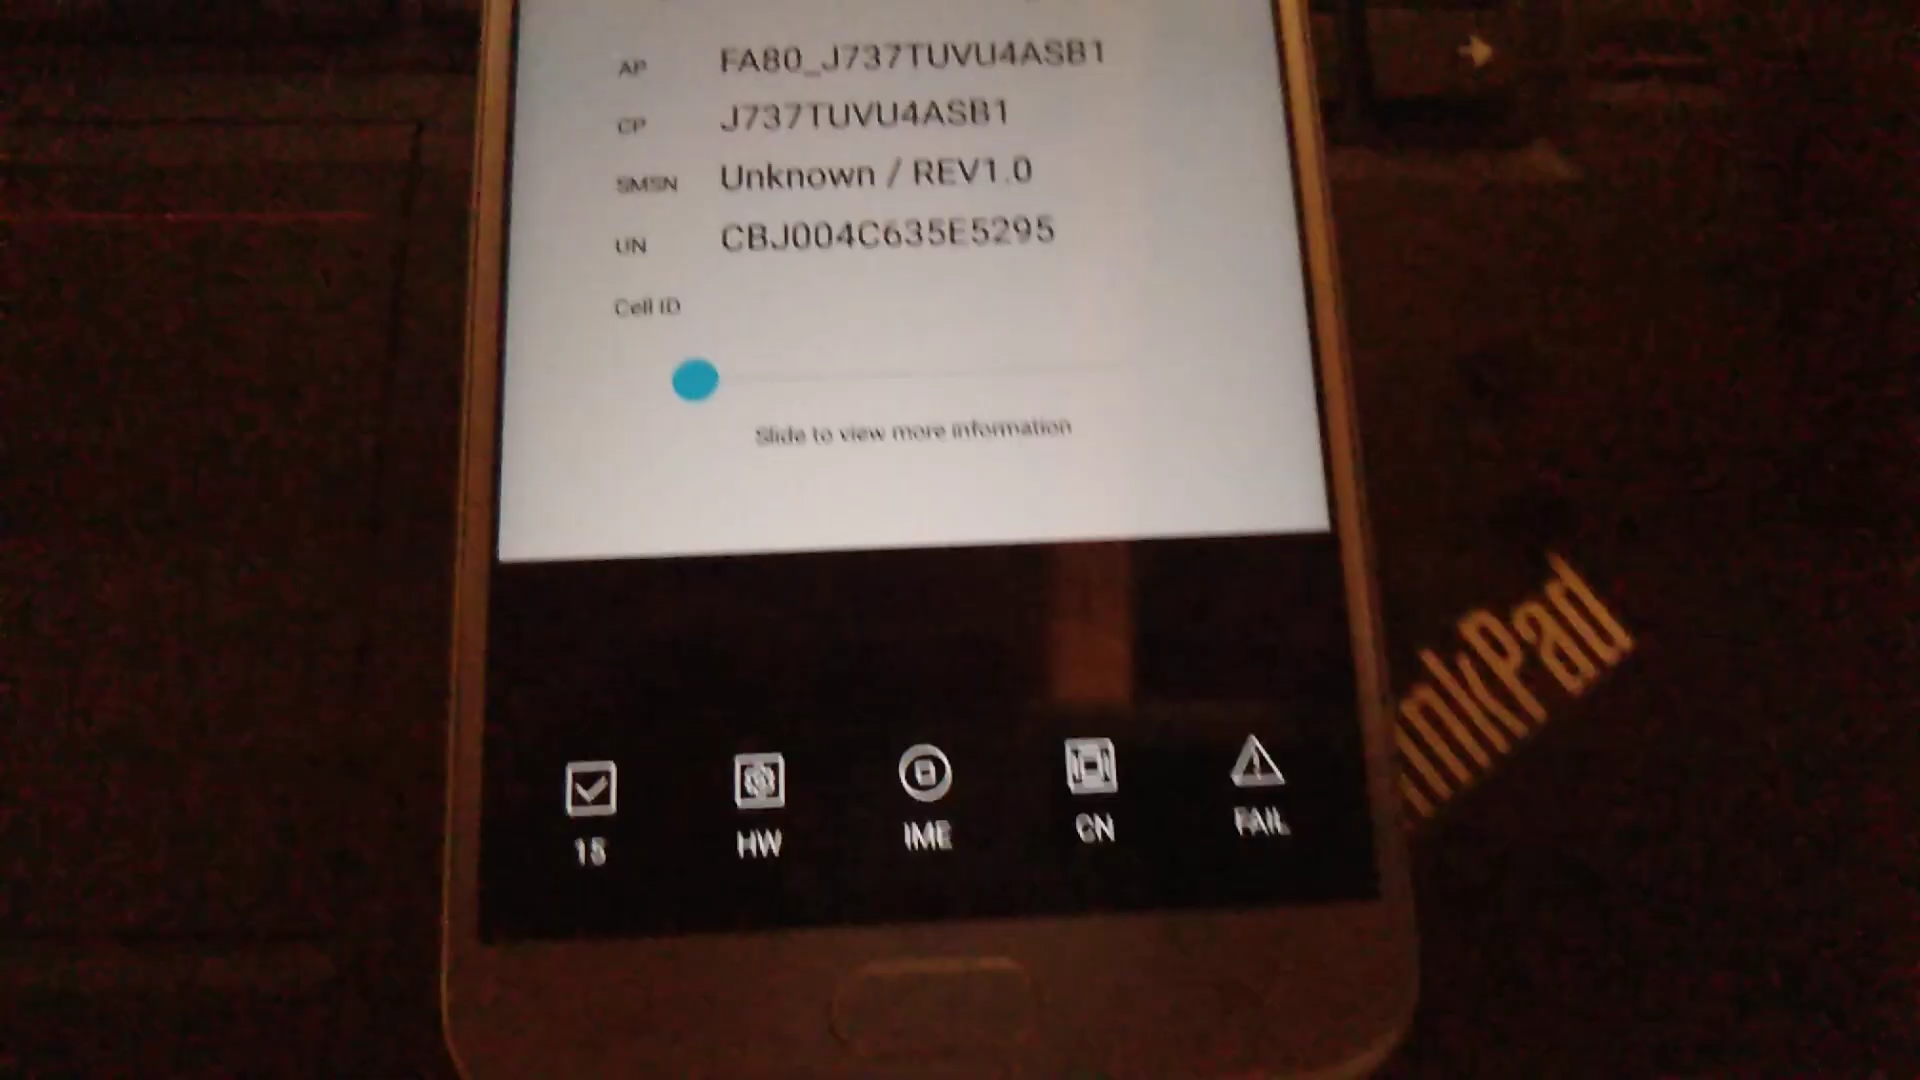 AP FA80_J737TUVU4ASB1
CP J737TUVU4ASB1
SMSN Unknown / REV1.0
UN CBJ004C635E5295
Cell ID
Slide to view more information
15 HW IME CN FAIL
inkPad